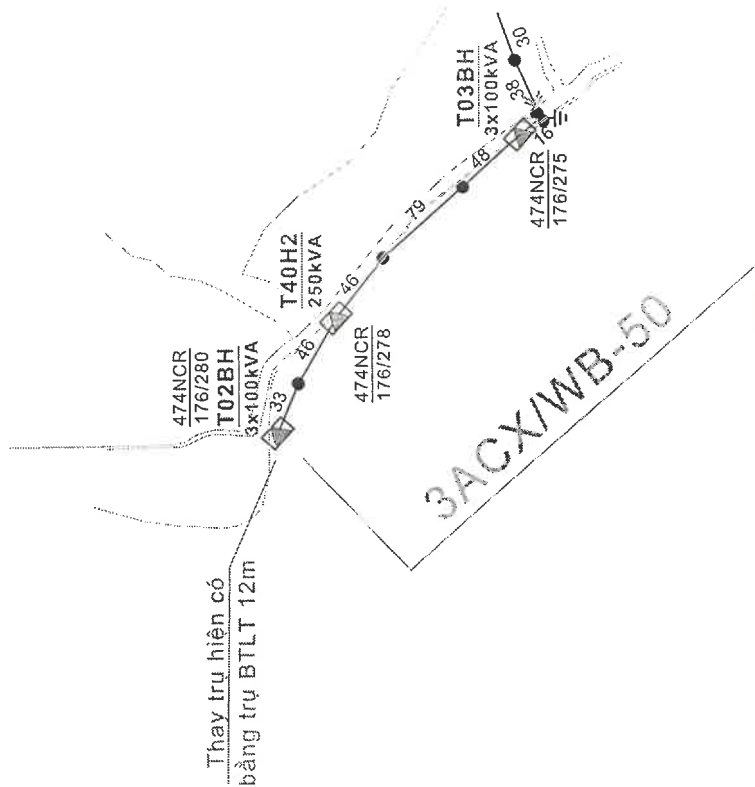 474NCR
176/280
T02BH
3x100kVA
33
46
T40H2
250kVA
474NCR
176/278
46
79
48
T03BH
3x100kVA
474NCR
176/275
16
38
30
3ACX/WB-50
Thay trụ hiện có
bằng trụ BTLT 12m